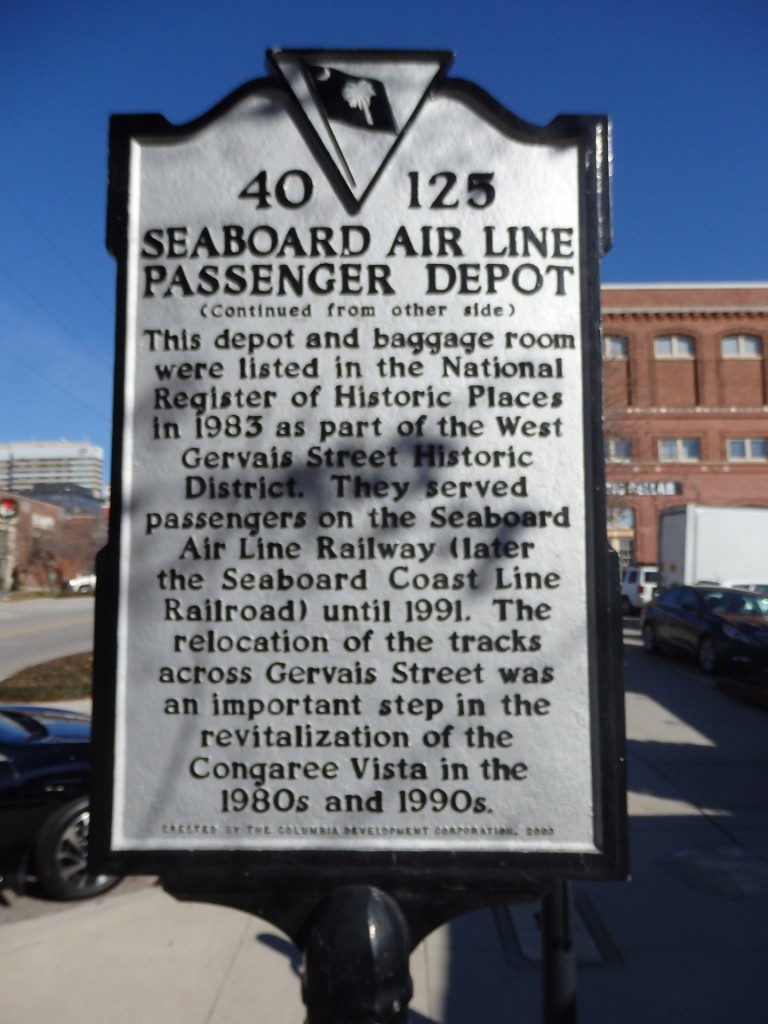 40 125
SEABOARD AIR LINE
PASSENGER DEPOT
(Continued from other side)
This depot and baggage room
were listed in the National
Register of Historic Places
in 1983 as part of the West
Gervais Street Historic
District. They served
passengers on the Seaboard
Air Line Railway (later
the Seaboard Coast Line
Railroad) until 1991. The
relocation of the tracks
across Gervais Street was
an important step in the
revitalization of the
Congaree Vista in the
1980s and 1990s.
ERECTED BY THE COLUMBIA DEVELOPMENT CORPORATION,